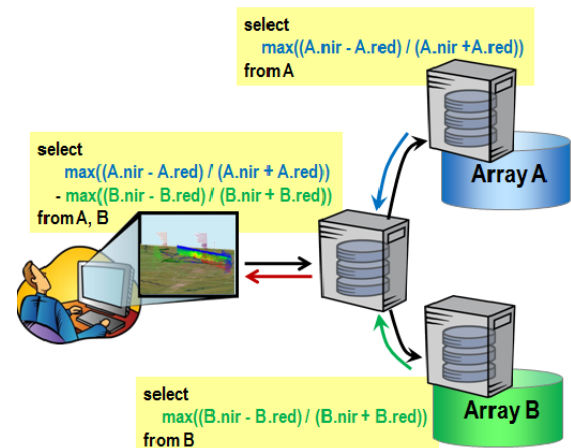 select
max((A.nir - A.red) / (A.nir +A.red))
from A
select
max((A.nir - A.red) / (A.nir + A.red))
- max((B.nir - B.red) / (B.nir + B.red))
from A, B
Array A
select
max((B.nir - B.red) / (B.nir + B.red))
from B
Array B